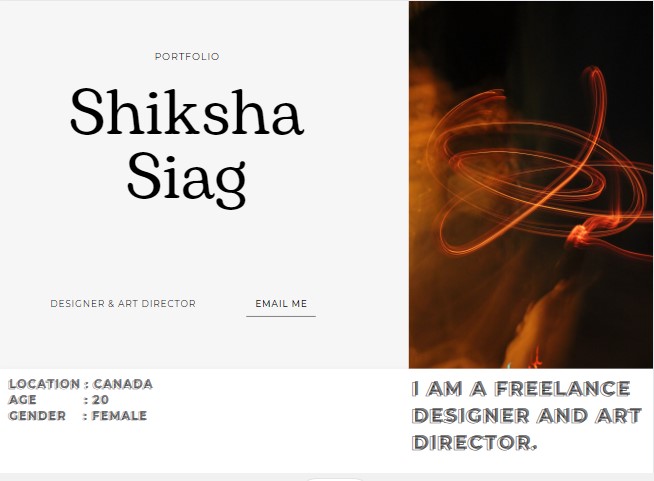 PORTFOLIO
Shiksha
Siag
DESIGNER & ART DIRECTOR
EMAIL ME
LOCATION : CANADA
AGE : 20
GENDER : FEMALE
I AM A FREELANCE
DESIGNER AND ART
DIRECTOR.